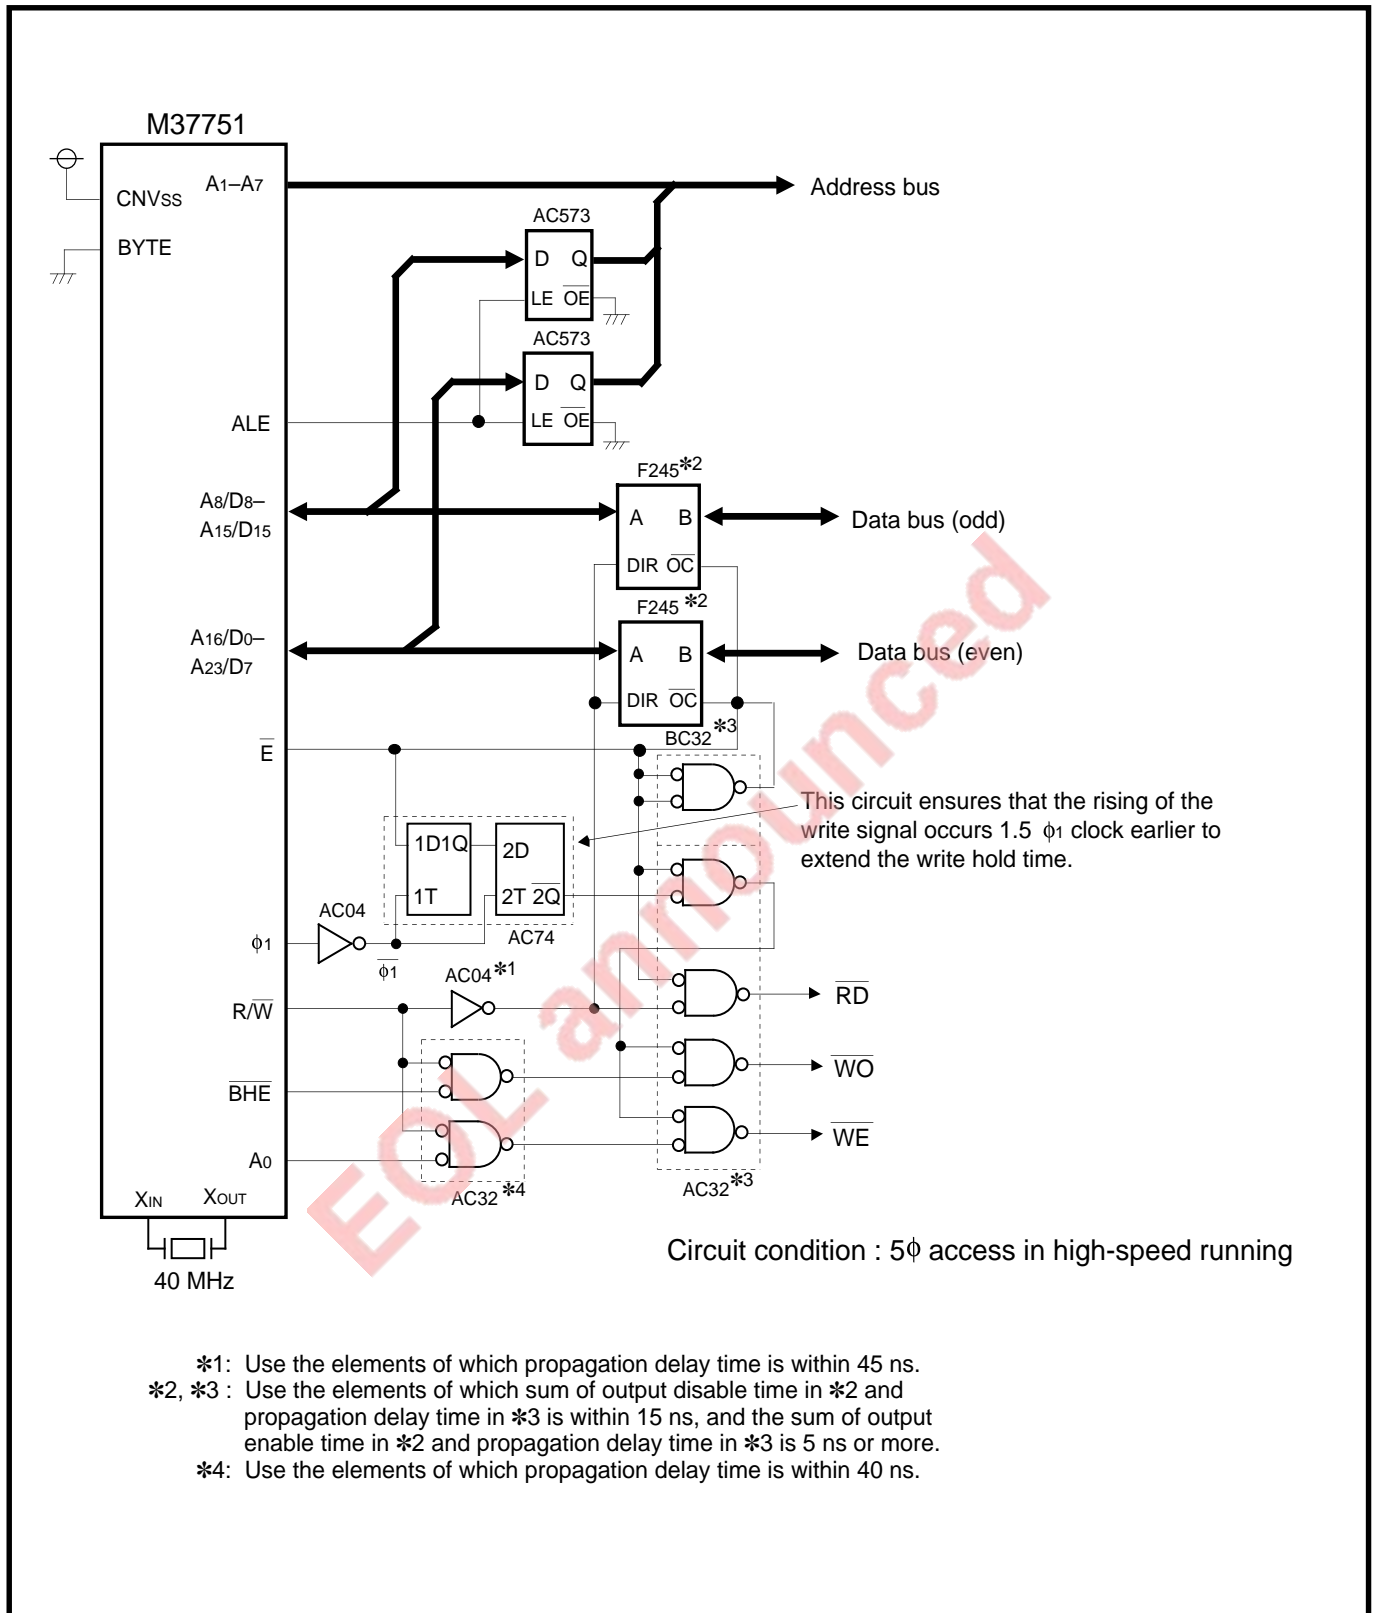 M37751
CNVSS
A1–A7
Address bus
BYTE
AC573
D Q
LE OE
AC573
D Q
ALE
LE OE
F245✽2
A8/D8–
A15/D15
A B
Data bus (odd)
DIR OC
F245 ✽2
A16/D0–
A23/D7
A B
Data bus (even)
DIR OC
BC32 ✽3
E
This circuit ensures that the rising of the
write signal occurs 1.5 ϕ1 clock earlier to
extend the write hold time.
1D1Q 2D
1T 2T 2Q
AC04
AC74
ϕ1
ϕ1
AC04✽1
RD
R/W
WO
BHE
WE
A0
AC32 ✽4
AC32✽3
XIN XOUT
40 MHz
Circuit condition : 5ϕ access in high-speed running
✽1: Use the elements of which propagation delay time is within 45 ns.
✽2, ✽3 : Use the elements of which sum of output disable time in ✽2 and
propagation delay time in ✽3 is within 15 ns, and the sum of output
enable time in ✽2 and propagation delay time in ✽3 is 5 ns or more.
✽4: Use the elements of which propagation delay time is within 40 ns.
EOL announced